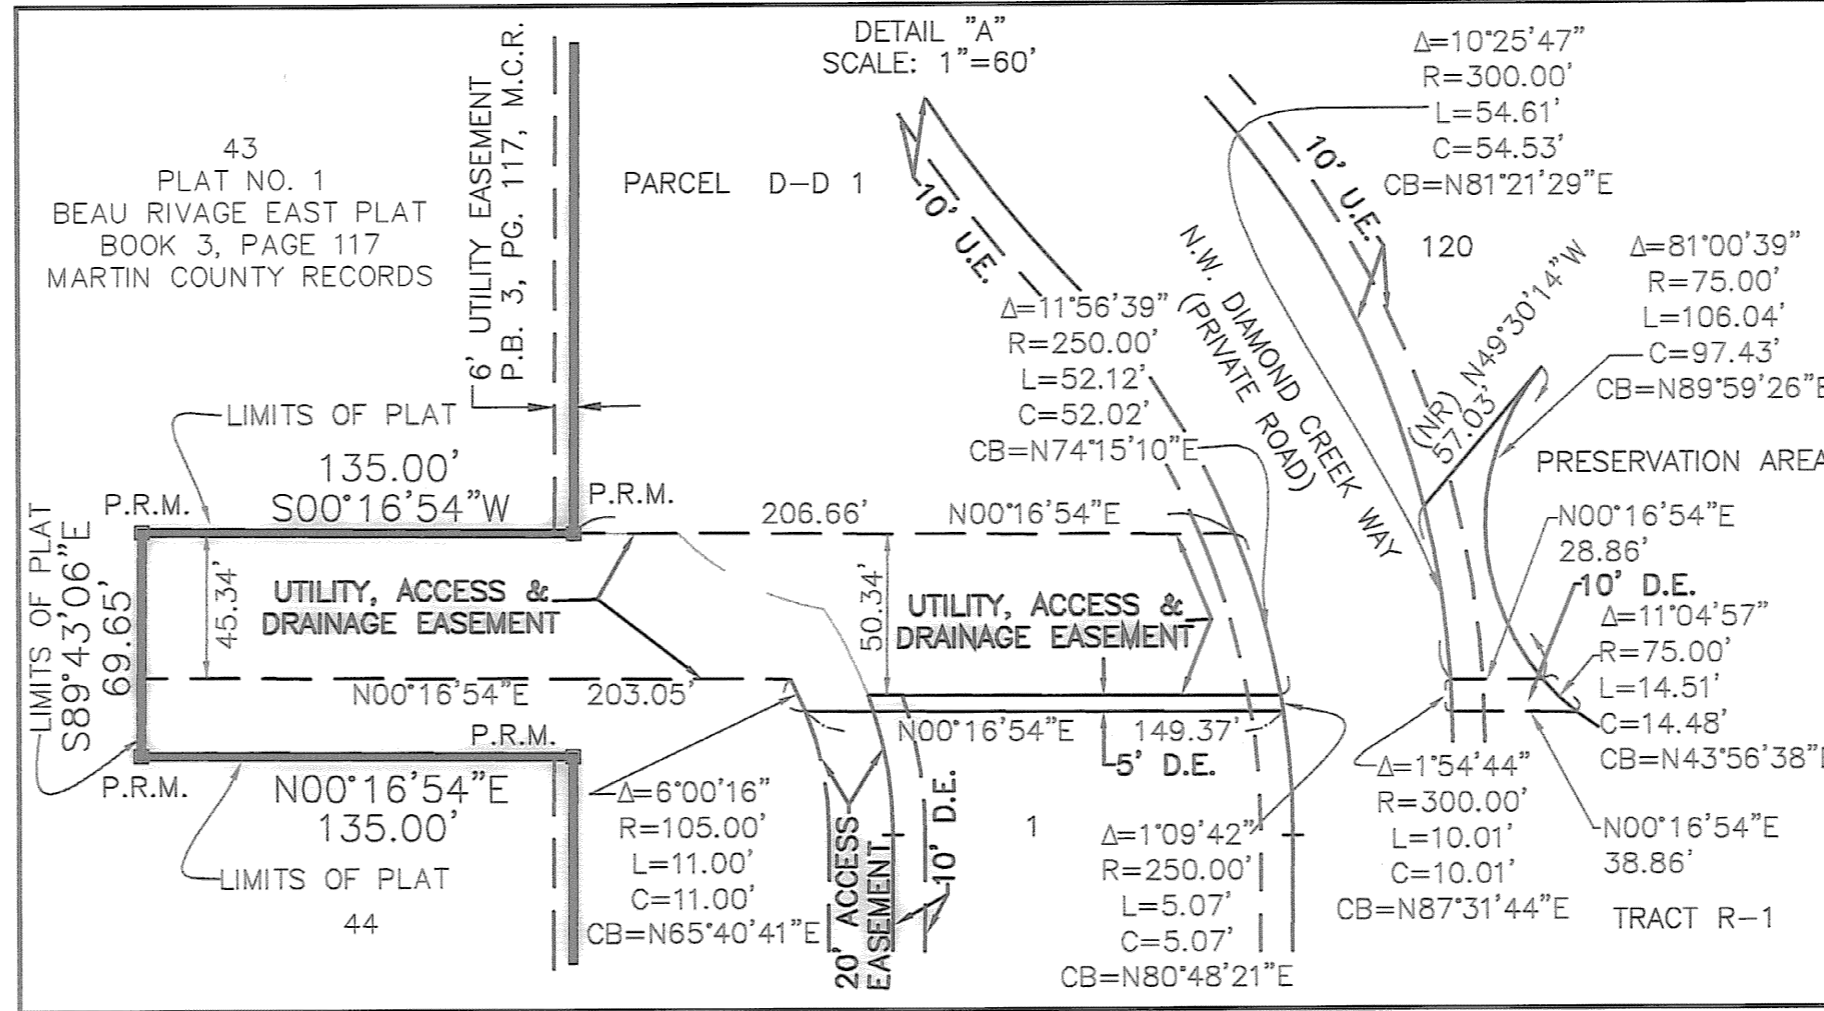 DETAIL "A"
SCALE: 1"=60'
43
PLAT NO. 1
BEAU RIVAGE EAST PLAT
BOOK 3, PAGE 117
MARTIN COUNTY RECORDS
6' UTILITY EASEMENT
P.B. 3, PG. 117, M.C.R.
PARCEL D-D 1
10' U.E.
Δ=10°25'47"
R=300.00'
L=54.61'
C=54.53'
CB=N81°21'29"E
10' U.E.
120
N.W. DIAMOND CREEK WAY
(PRIVATE ROAD)
Δ=11°56'39"
R=250.00'
L=52.12'
C=52.02'
CB=N74°15'10"E
(NR) N49°30'14"W
57.03'
Δ=81°00'39"
R=75.00'
L=106.04'
C=97.43'
CB=N89°59'26"E
PRESERVATION AREA
LIMITS OF PLAT
135.00'
S00°16'54"W
P.R.M.
P.R.M.
206.66'
N00°16'54"E
N00°16'54"E
28.86'
10' D.E.
LIMITS OF PLAT
S89°43'06"E
69.65'
45.34'
UTILITY, ACCESS &
DRAINAGE EASEMENT
50.34'
UTILITY, ACCESS &
DRAINAGE EASEMENT
Δ=11°04'57"
R=75.00'
L=14.51'
C=14.48'
CB=N43°56'38"E
N00°16'54"E 203.05'
N00°16'54"E 149.37'
5' D.E.
P.R.M.
P.R.M.
N00°16'54"E
135.00'
LIMITS OF PLAT
44
Δ=6°00'16"
R=105.00'
L=11.00'
C=11.00'
CB=N65°40'41"E
20' ACCESS
EASEMENT
10' D.E.
1
Δ=1°09'42"
R=250.00'
L=5.07'
C=5.07'
CB=N80°48'21"E
Δ=1°54'44"
R=300.00'
L=10.01'
C=10.01'
CB=N87°31'44"E
N00°16'54"E
38.86'
TRACT R-1